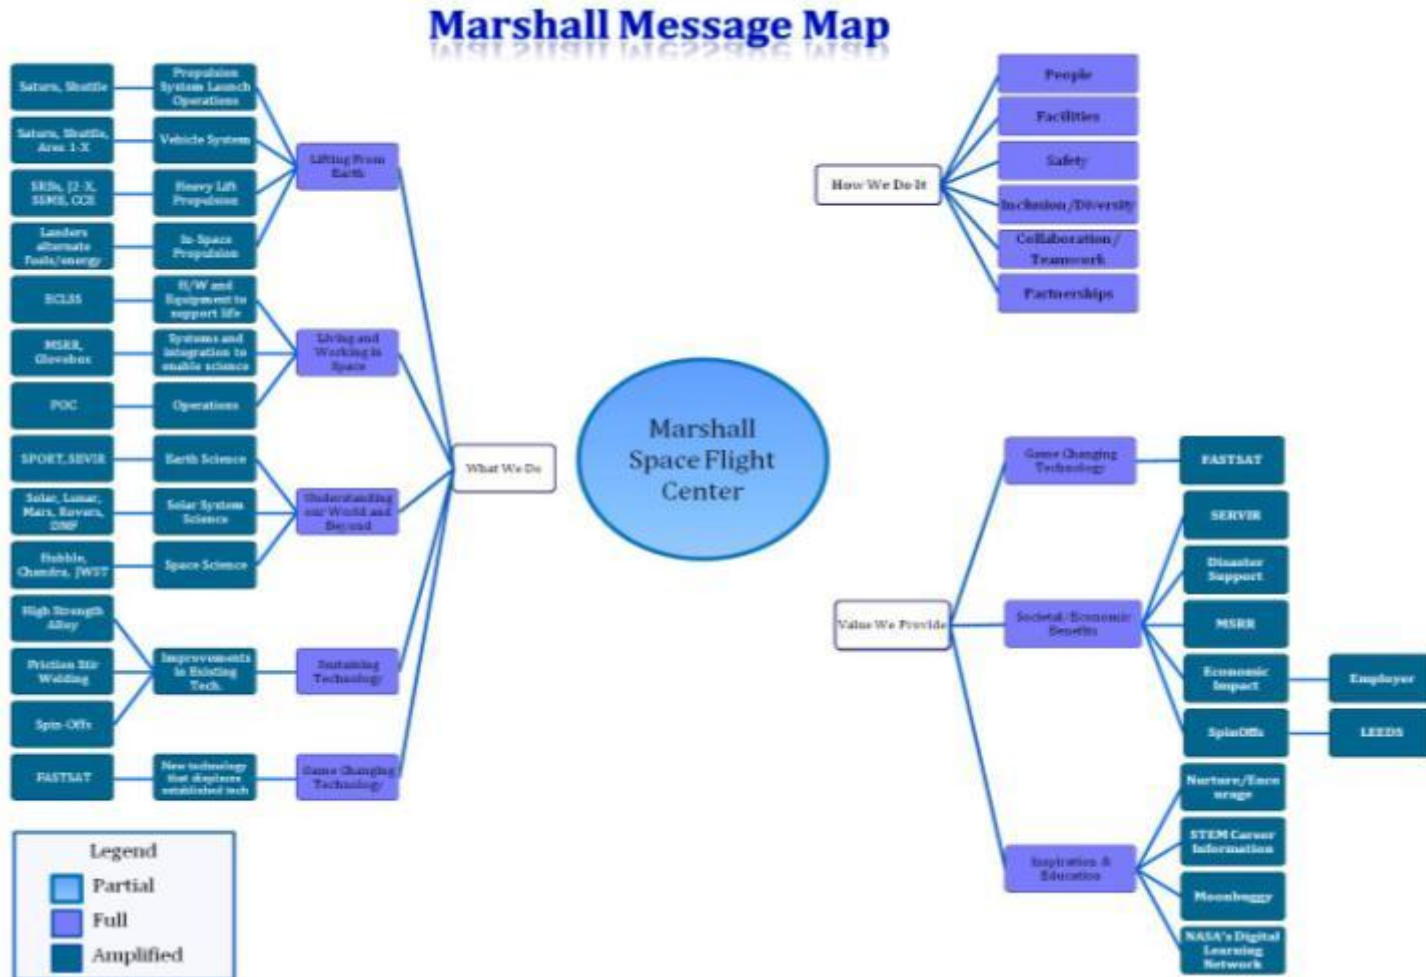 Marshall Message Map
Saturn, Shuttle
Propulsion
System Launch
Operations
Saturn, Shuttle,
Ares 1-X
Vehicle System
SRBs, J2-X,
SSME, CCE
Heavy Lift
Propulsion
Landers
alternate
Fuels/energy
In-Space
Propulsion
Lifting From
Earth
ECLSS
H/W and
Equipment to
support life
MSRR,
Glovebox
Systems and
integration to
enable science
POC
Operations
Living and
Working in
Space
SPORT, SEVIR
Earth Science
Solar, Lunar,
Mars, Rovers,
Solar System
Science
Hubble,
Chandra, JWST
Space Science
Understanding
our World and
Beyond
High Strength
Alloy
Friction Stir
Welding
Spin-Offs
Improvements
in Existing
Tech.
Sustaining
Technology
FASTSAT
New technology
that displaces
established tech
Game Changing
Technology
What We Do
Marshall
Space Flight
Center
How We Do It
People
Facilities
Safety
Inclusion/Diversity
Collaboration/
Teamwork
Partnerships
Value We Provide
Game Changing
Technology
FASTSAT
Societal/Economic
Benefits
SERVIR
Disaster
Support
MSRR
Economic
Impact
Employer
SpinOffs
LEEDS
Inspiration &
Education
Nurture/Enco
urage
STEM Career
Information
Moonbuggy
NASA's Digital
Learning
Network
Legend
Partial
Full
Amplified